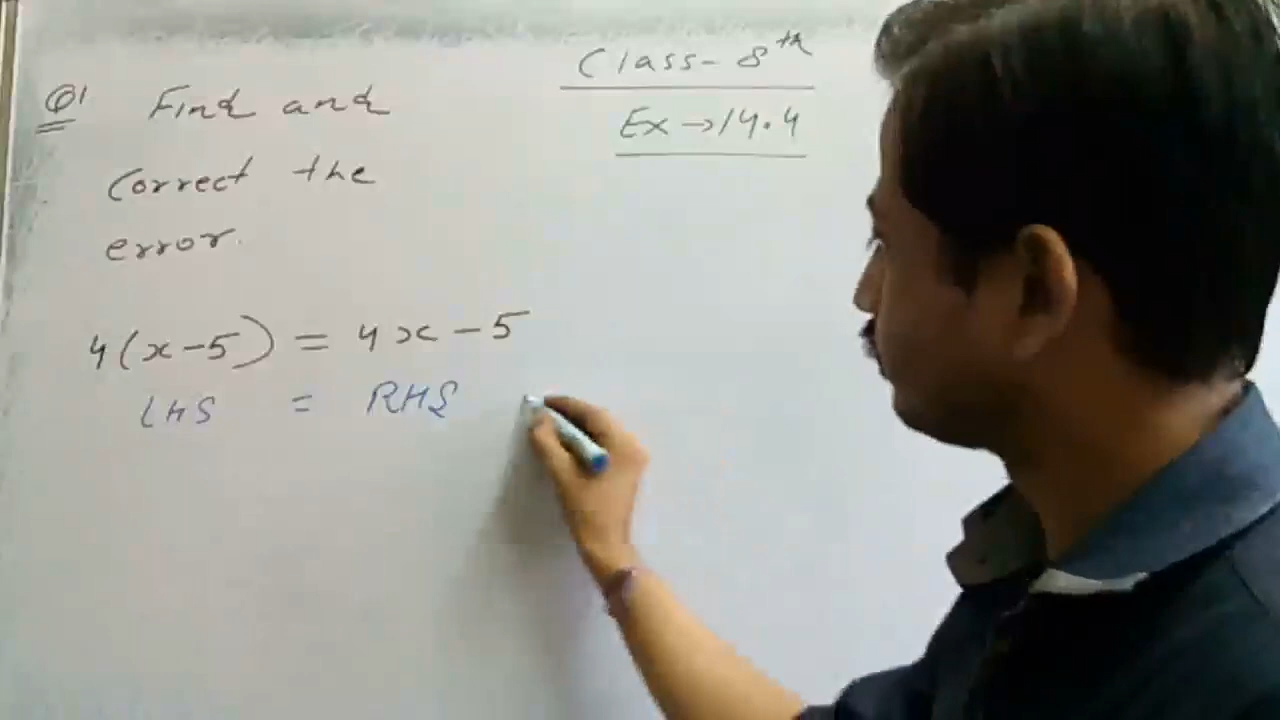 Class- 8th
Ex → 14.4
Q1 Find and
Correct the
error.
4(x-5) = 4x - 5
LHS = RHS